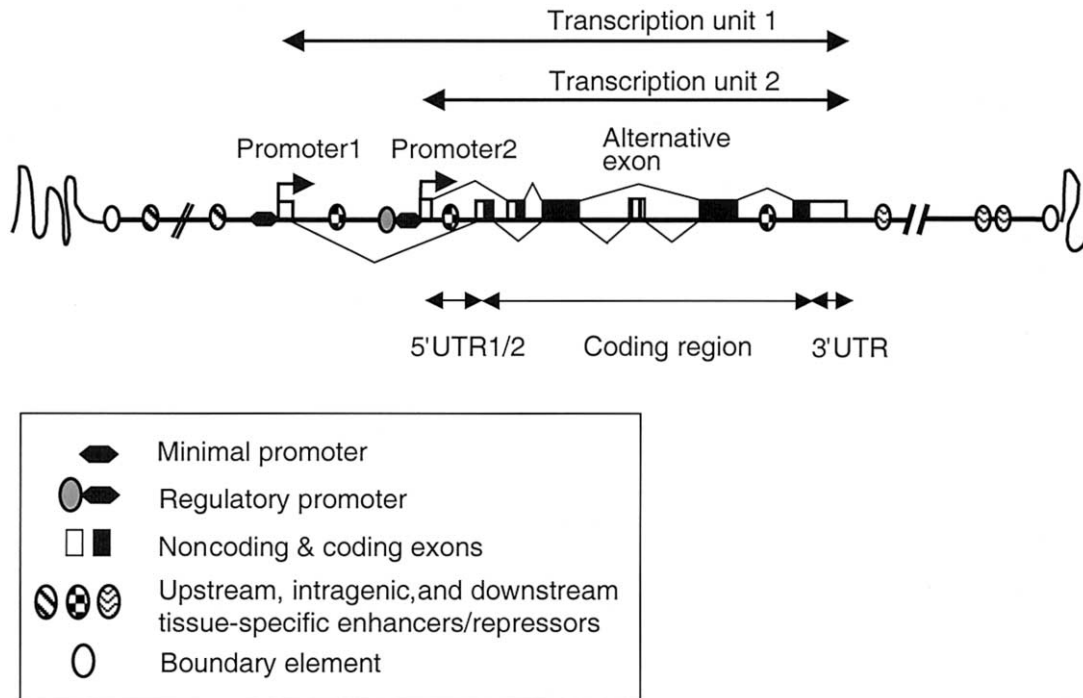 Transcription unit 1
Transcription unit 2
Promoter1 Promoter2 Alternative
exon
5'UTR1/2 Coding region 3'UTR
Minimal promoter
Regulatory promoter
Noncoding & coding exons
Upstream, intragenic,and downstream
tissue-specific enhancers/repressors
Boundary element